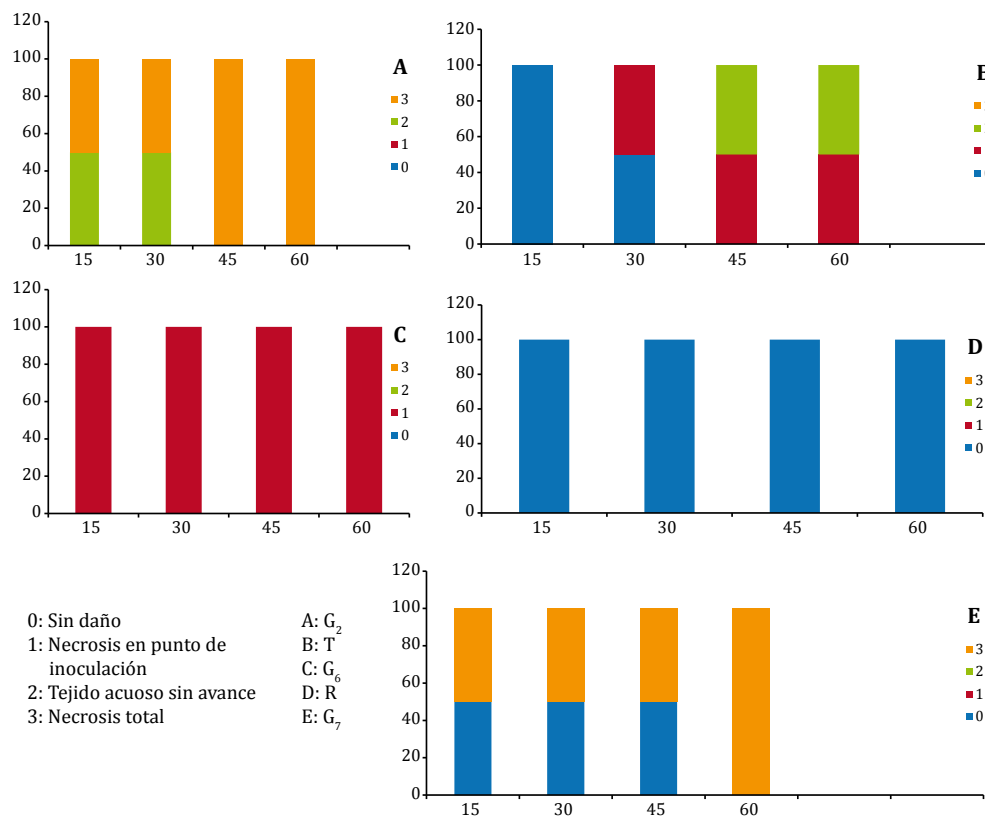 120
100
80
60
40
20
0
15 30 45 60
A
3
2
1
0
120
100
80
60
40
20
0
15 30 45 60
120
100
80
60
40
20
0
15 30 45 60
C
3
2
1
0
120
100
80
60
40
20
0
15 30 45 60
D
3
2
1
0
0: Sin daño
1: Necrosis en punto de
inoculación
2: Tejido acuoso sin avance
3: Necrosis total
A: G2
B: T
C: G6
D: R
E: G7
120
100
80
60
40
20
0
15 30 45 60
E
3
2
1
0